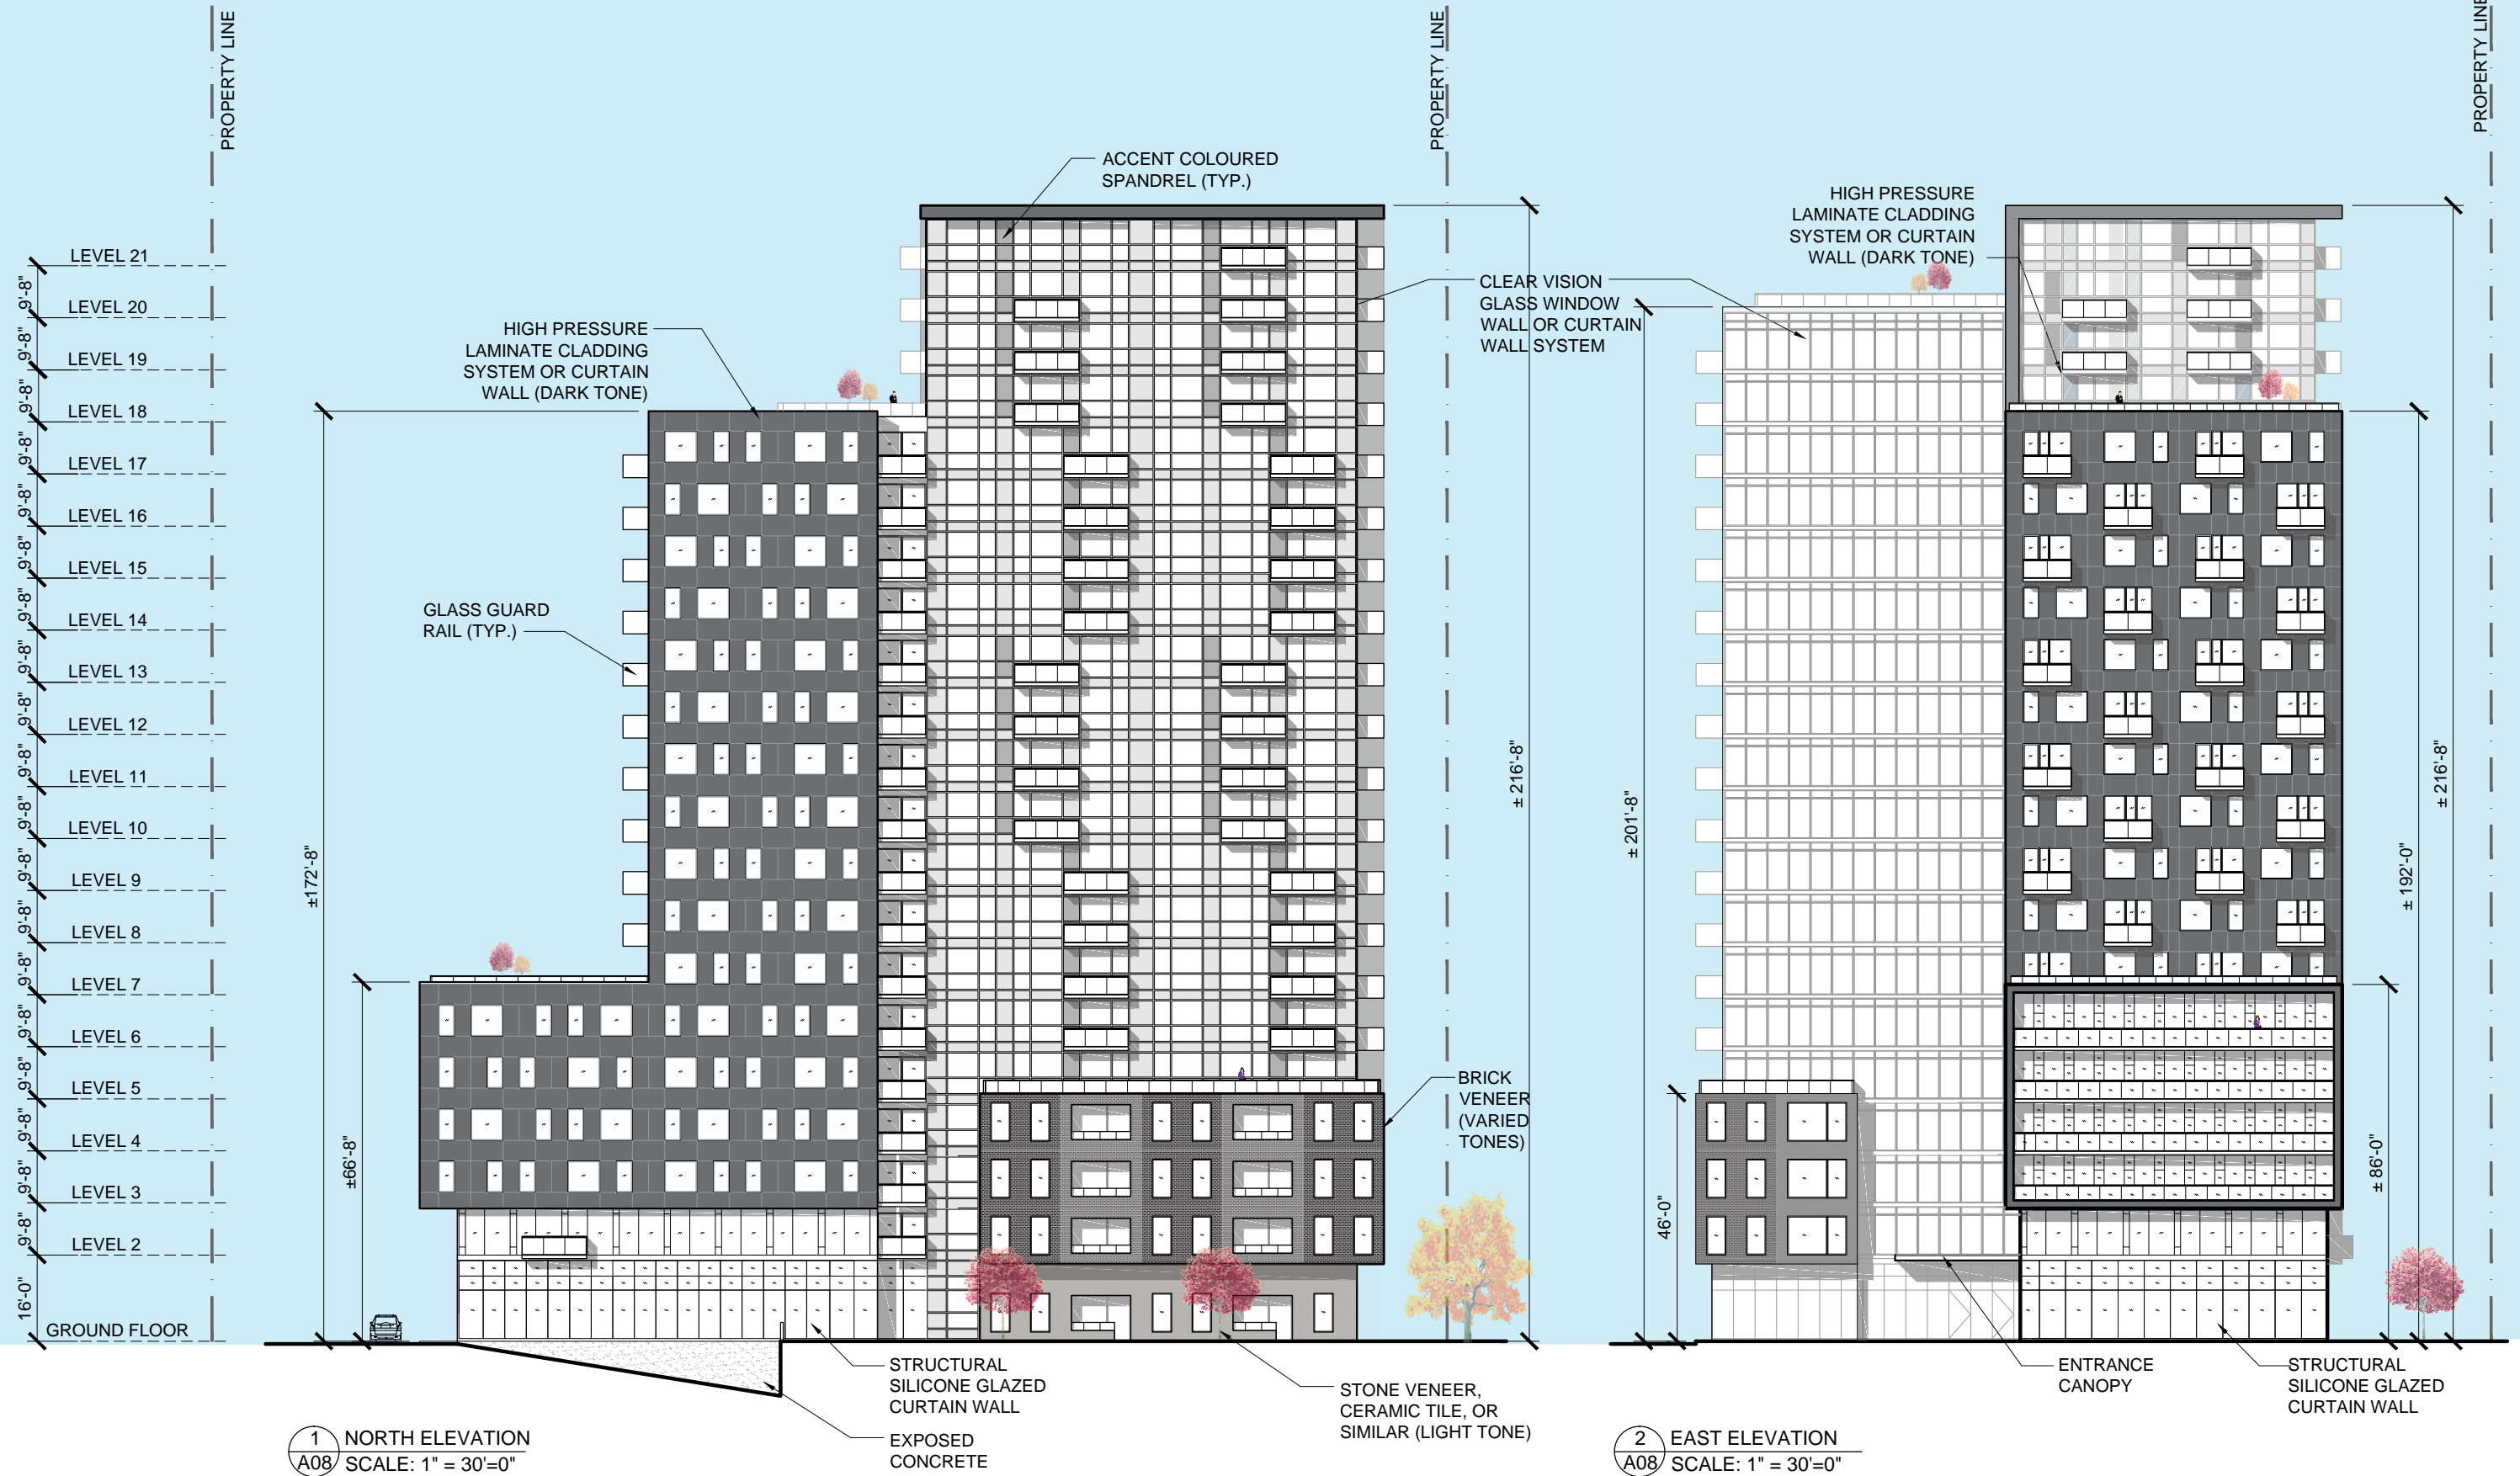 PROPERTY LINE
PROPERTY LINE
PROPERTY LINE
LEVEL 21
9'-8"
LEVEL 20
9'-8"
LEVEL 19
9'-8"
LEVEL 18
9'-8"
LEVEL 17
9'-8"
LEVEL 16
9'-8"
LEVEL 15
9'-8"
LEVEL 14
9'-8"
LEVEL 13
9'-8"
LEVEL 12
9'-8"
LEVEL 11
9'-8"
LEVEL 10
9'-8"
LEVEL 9
9'-8"
LEVEL 8
9'-8"
LEVEL 7
9'-8"
LEVEL 6
9'-8"
LEVEL 5
9'-8"
LEVEL 4
9'-8"
LEVEL 3
9'-8"
LEVEL 2
16'-0"
GROUND FLOOR
±172'-8"
±66'-8"
HIGH PRESSURE
LAMINATE CLADDING
SYSTEM OR CURTAIN
WALL (DARK TONE)
GLASS GUARD
RAIL (TYP.)
ACCENT COLOURED
SPANDREL (TYP.)
CLEAR VISION
GLASS WINDOW
WALL OR CURTAIN
WALL SYSTEM
± 216'-8"
BRICK
VENEER
(VARIED
TONES)
STRUCTURAL
SILICONE GLAZED
CURTAIN WALL
EXPOSED
CONCRETE
STONE VENEER,
CERAMIC TILE, OR
SIMILAR (LIGHT TONE)
1
A08
NORTH ELEVATION
SCALE: 1" = 30'=0"
HIGH PRESSURE
LAMINATE CLADDING
SYSTEM OR CURTAIN
WALL (DARK TONE)
± 201'-8"
46'-0"
± 216'-8"
± 192'-0"
± 86'-0"
ENTRANCE
CANOPY
STRUCTURAL
SILICONE GLAZED
CURTAIN WALL
2
A08
EAST ELEVATION
SCALE: 1" = 30'=0"